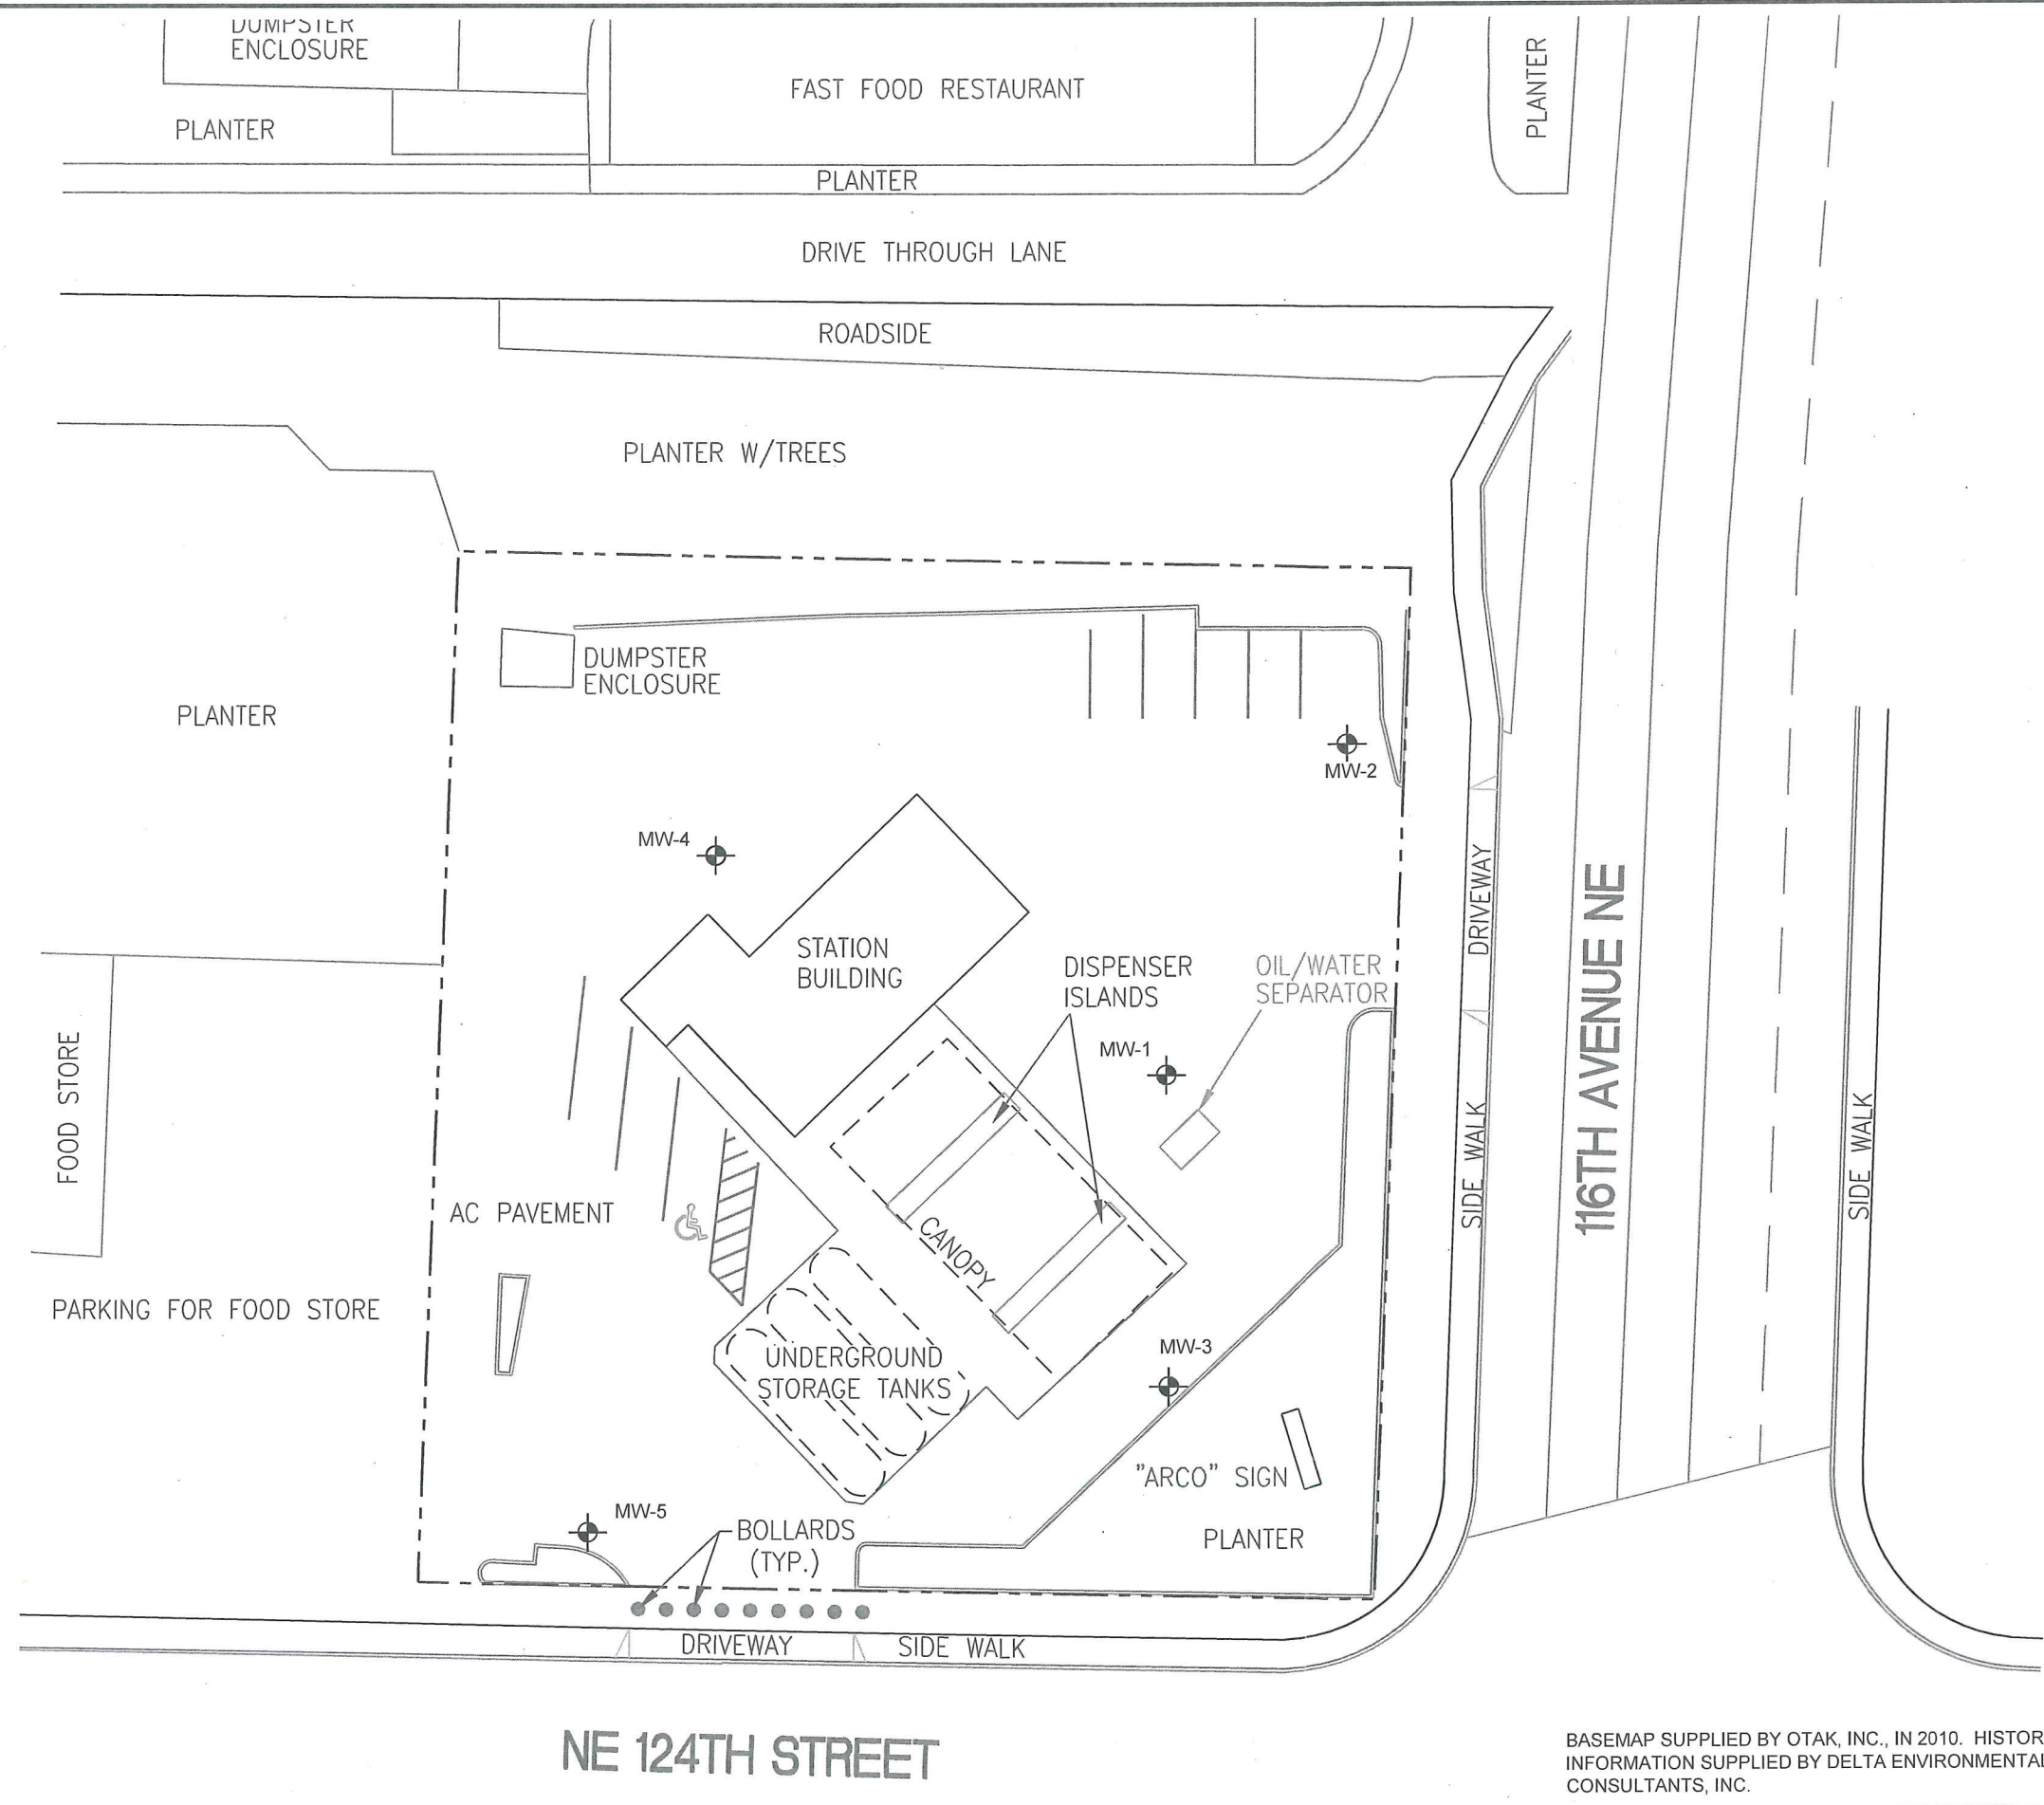 DUMPSTER
ENCLOSURE
FAST FOOD RESTAURANT
PLANTER
PLANTER
PLANTER
DRIVE THROUGH LANE
ROADSIDE
PLANTER W/TREES
DUMPSTER
ENCLOSURE
PLANTER
MW-2
MW-4
STATION
BUILDING
DISPENSER
ISLANDS
OIL/WATER
SEPARATOR
DRIVEWAY
116TH AVENUE NE
MW-1
FOOD STORE
SIDE WALK
SIDE WALK
AC PAVEMENT
CANOPY
PARKING FOR FOOD STORE
UNDERGROUND
STORAGE TANKS
MW-3
"ARCO" SIGN
MW-5
BOLLARDS
(TYP.)
PLANTER
DRIVEWAY
SIDE WALK
NE 124TH STREET
BASEMAP SUPPLIED BY OTAK, INC., IN 2010. HISTOR
INFORMATION SUPPLIED BY DELTA ENVIRONMENTAL
CONSULTANTS, INC.